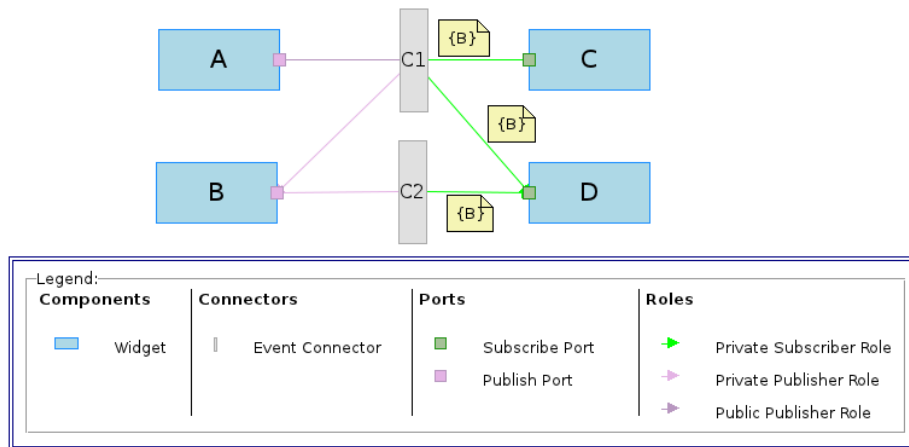 {B}
A
C1
C
{B}
B
C2
D
{B}
Legend:
Components
Connectors
Ports
Roles
Widget
Event Connector
Subscribe Port
Private Subscriber Role
Publish Port
Private Publisher Role
Public Publisher Role